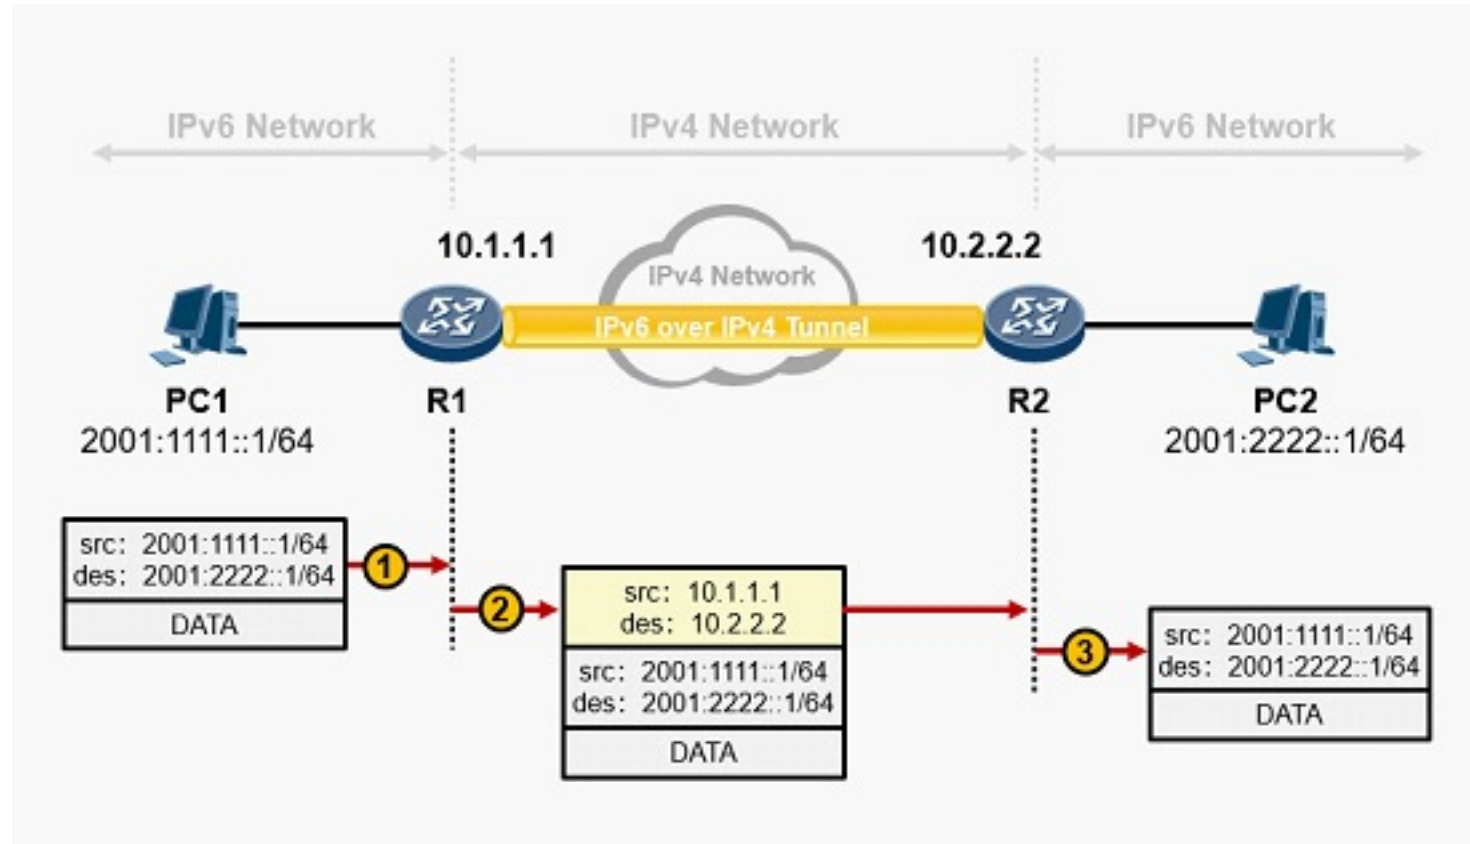 IPv6 Network
IPv4 Network
IPv6 Network
10.1.1.1
10.2.2.2
IPv4 Network
IPv6 over IPv4 Tunnel
PC1
R1
R2
PC2
2001:1111::1/64
2001:2222::1/64
src: 2001:1111::1/64
des: 2001:2222::1/64
DATA
1
2
src: 10.1.1.1
des: 10.2.2.2
src: 2001:1111::1/64
des: 2001:2222::1/64
DATA
3
src: 2001:1111::1/64
des: 2001:2222::1/64
DATA